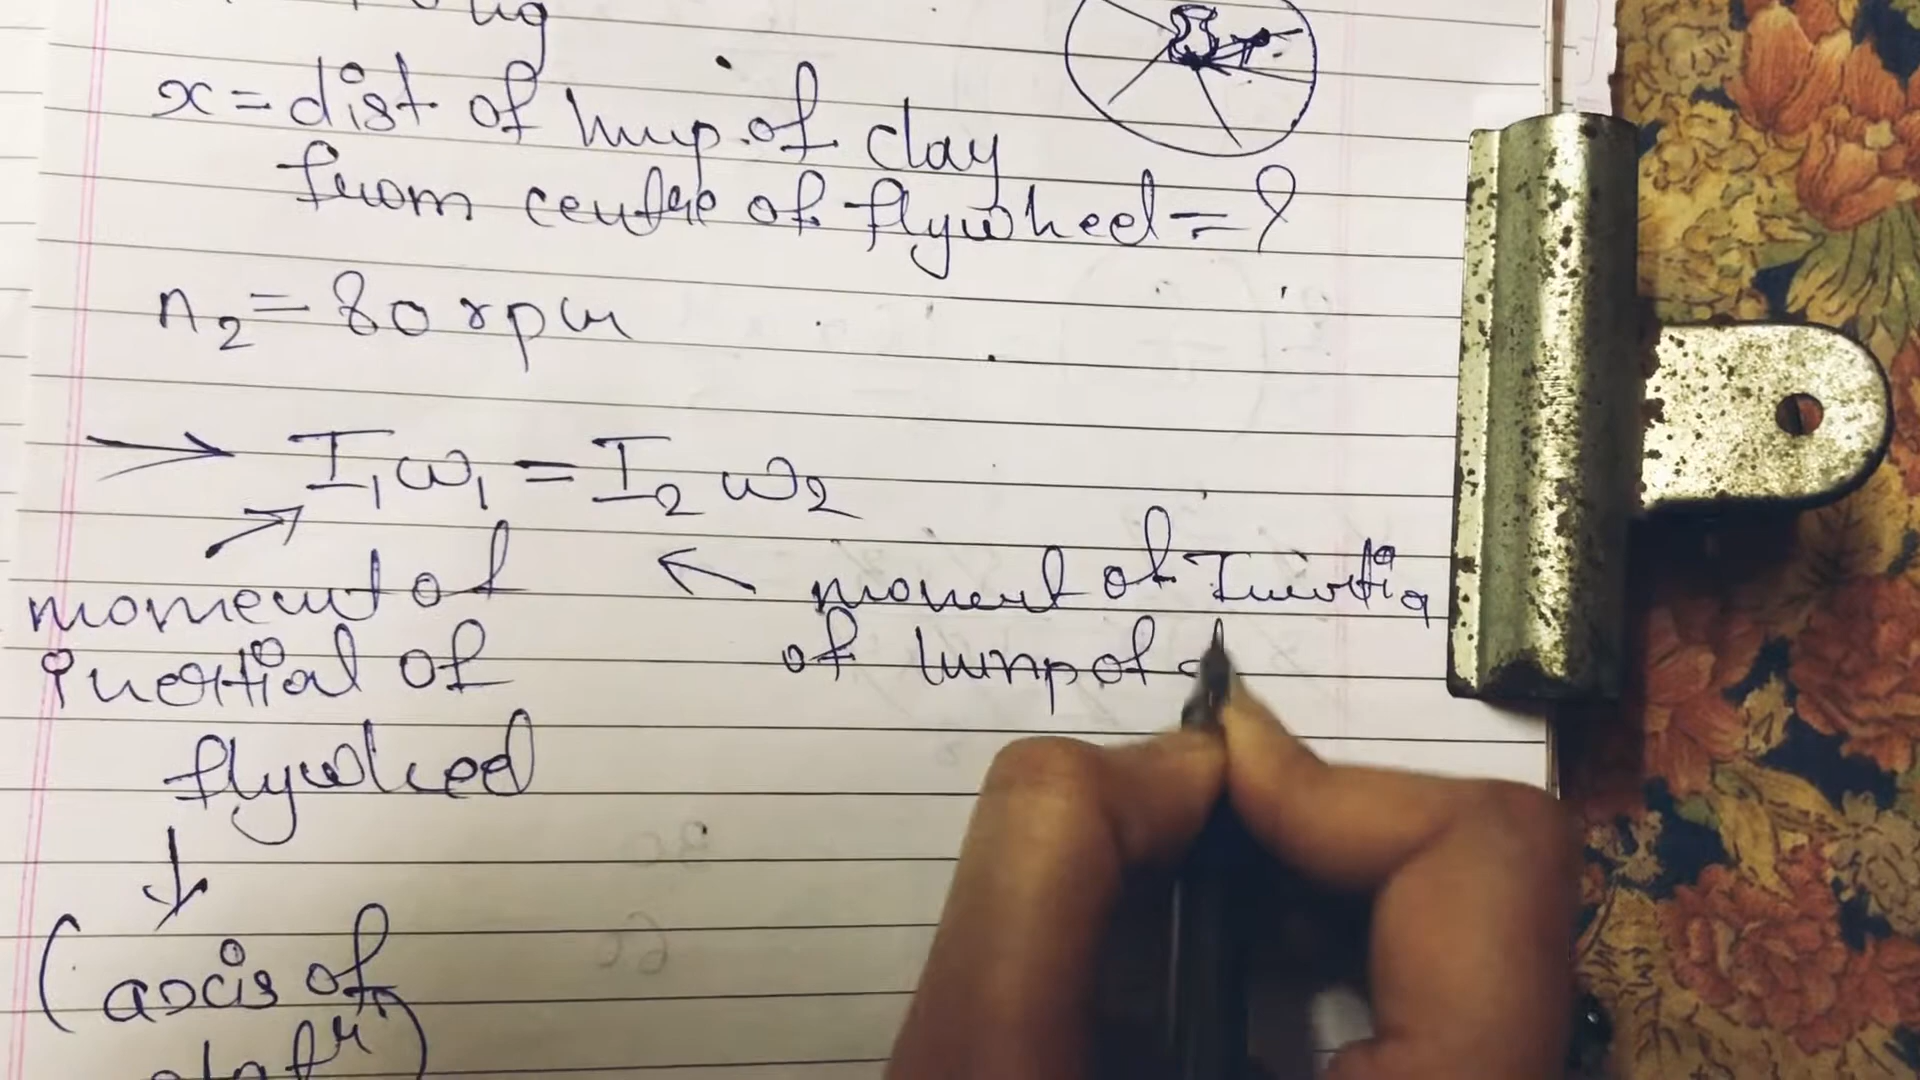 x = dist of lump of clay
from centre of flywheel = ?
n₂ = 80 rpm
→ I₁ω₁ = I₂ω₂
moment of
inertial of
flywheel
(axis of
moment of Inertia
of lump of